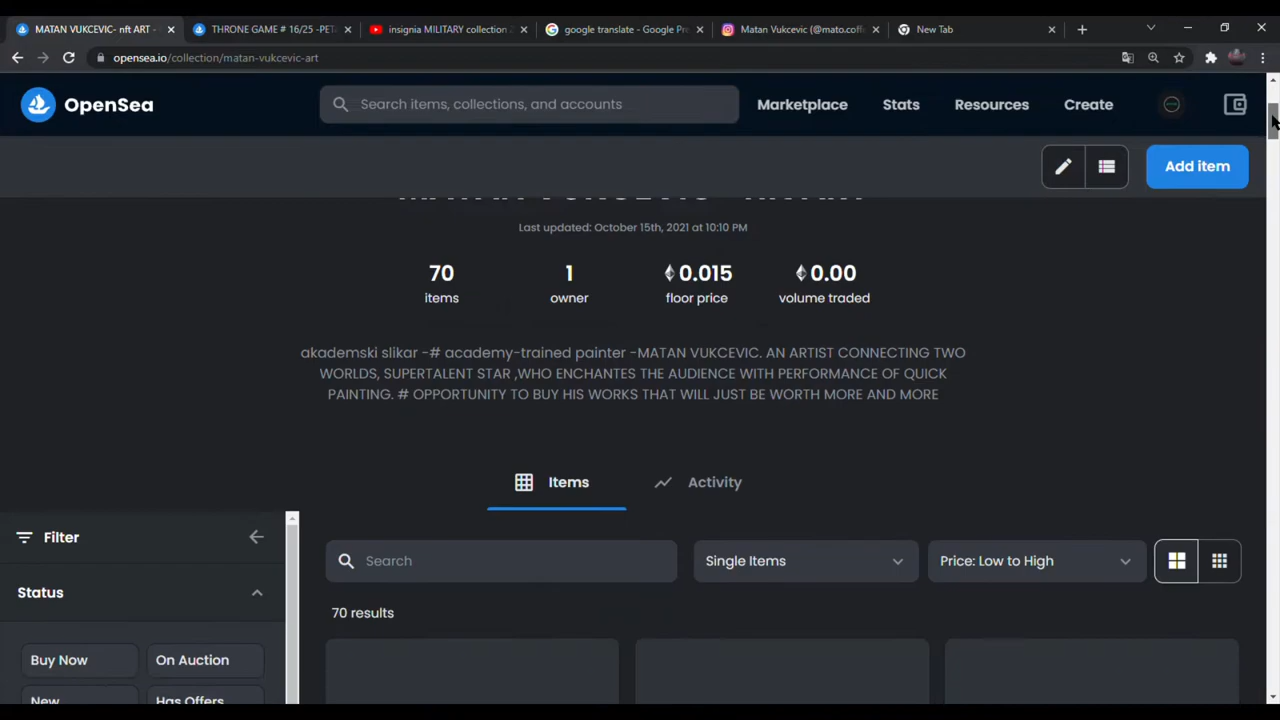 MATAN VUKCEVIC- nft ART -
THRONE GAME # 16/25 -PET
insignia MILITARY collection
google translate - Google Pre
Matan Vukcevic (@mato.coff
New Tab
opensea.io/collection/matan-vukcevic-art
OpenSea
Search items, collections, and accounts
Marketplace
Stats
Resources
Create
Add item
Last updated: October 15th, 2021 at 10:10 PM
70
1
0.015
0.00
items
owner
floor price
volume traded
akademski slikar -# academy-trained painter -MATAN VUKCEVIC. AN ARTIST CONNECTING TWO
WORLDS, SUPERTALENT STAR ,WHO ENCHANTES THE AUDIENCE WITH PERFORMANCE OF QUICK
PAINTING. # OPPORTUNITY TO BUY HIS WORKS THAT WILL JUST BE WORTH MORE AND MORE
Items
Activity
Filter
Search
Single Items
Price: Low to High
Status
70 results
Buy Now
On Auction
New
Has Offers